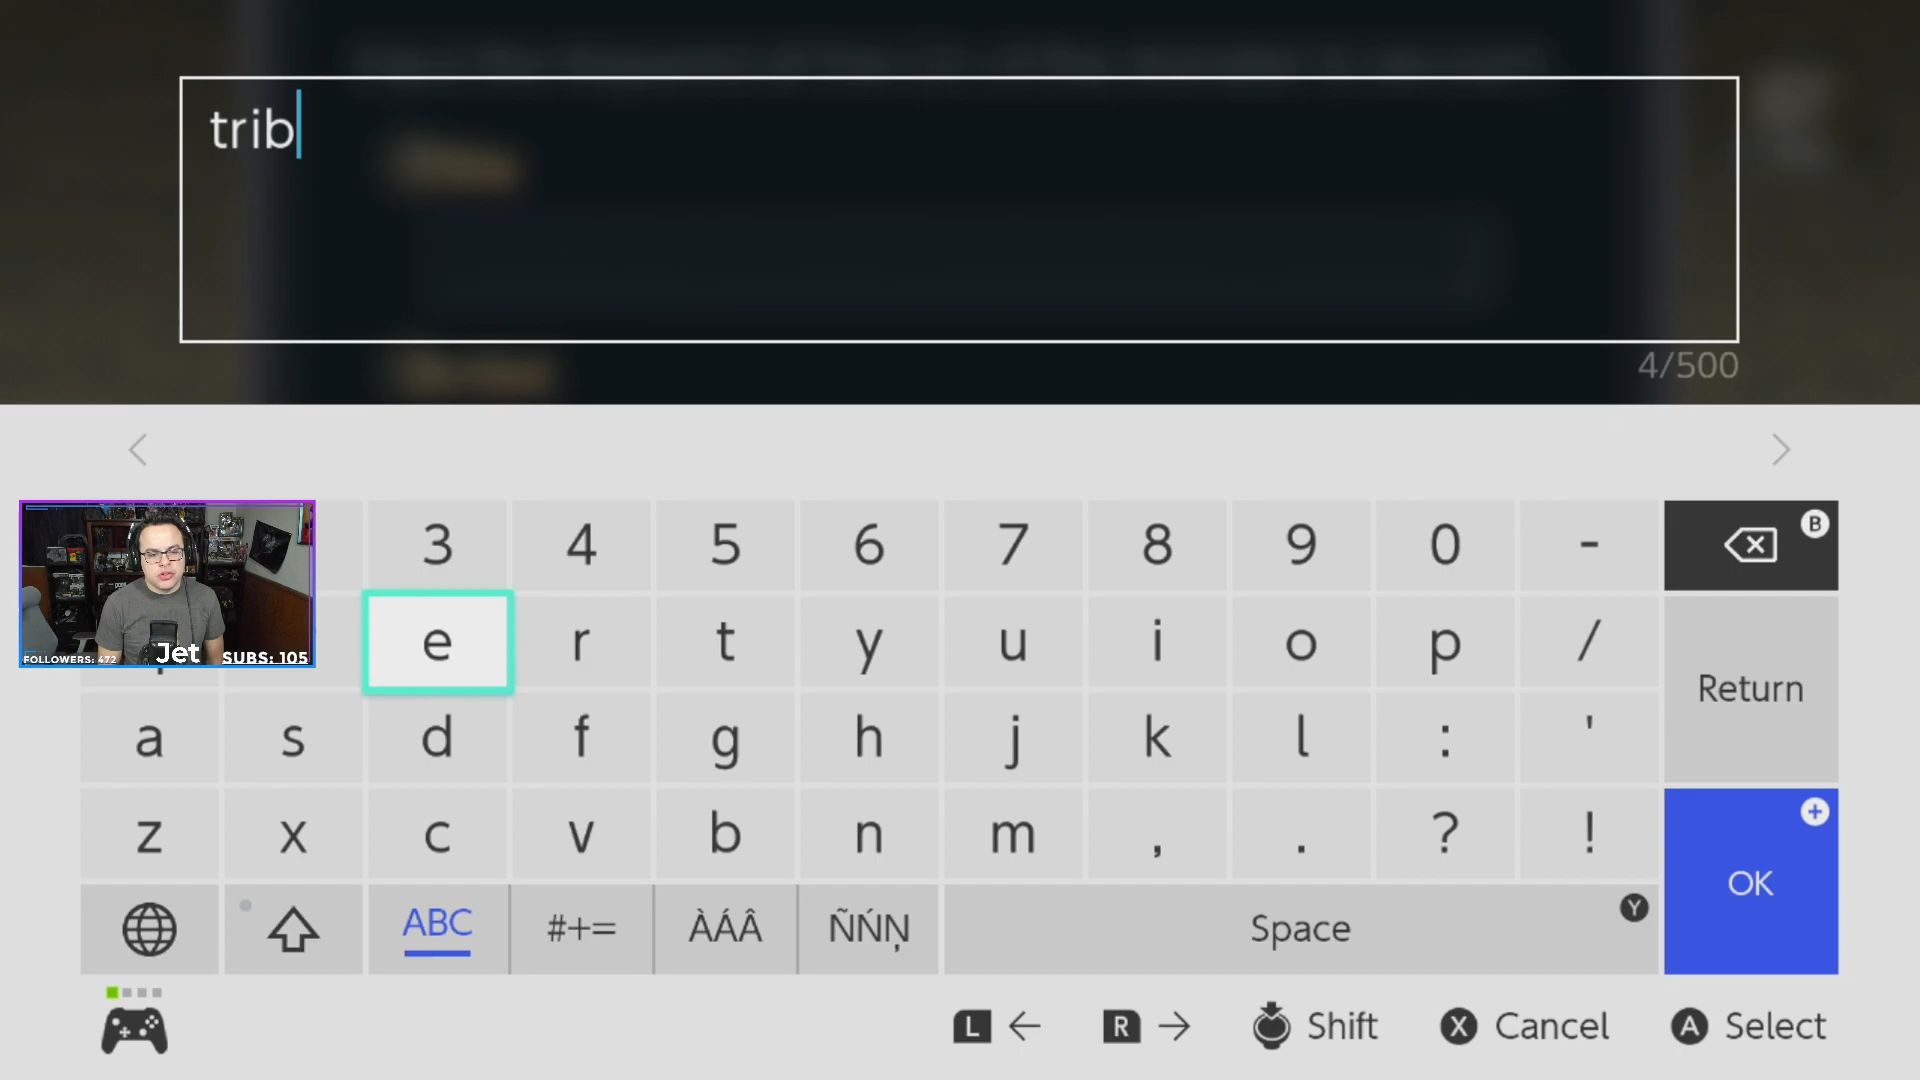 trib
4/500
3 4 5 6 7 8 9 0 -
B
e r t y u i o p /
Return
a s d f g h j k l : '
z x c v b n m , . ? !
OK
ABC #+= ÀÁÂ ÑŃŅ Space Y
FOLLOWERS: 472 Jet SUBS: 105
L ← R → Shift X Cancel A Select